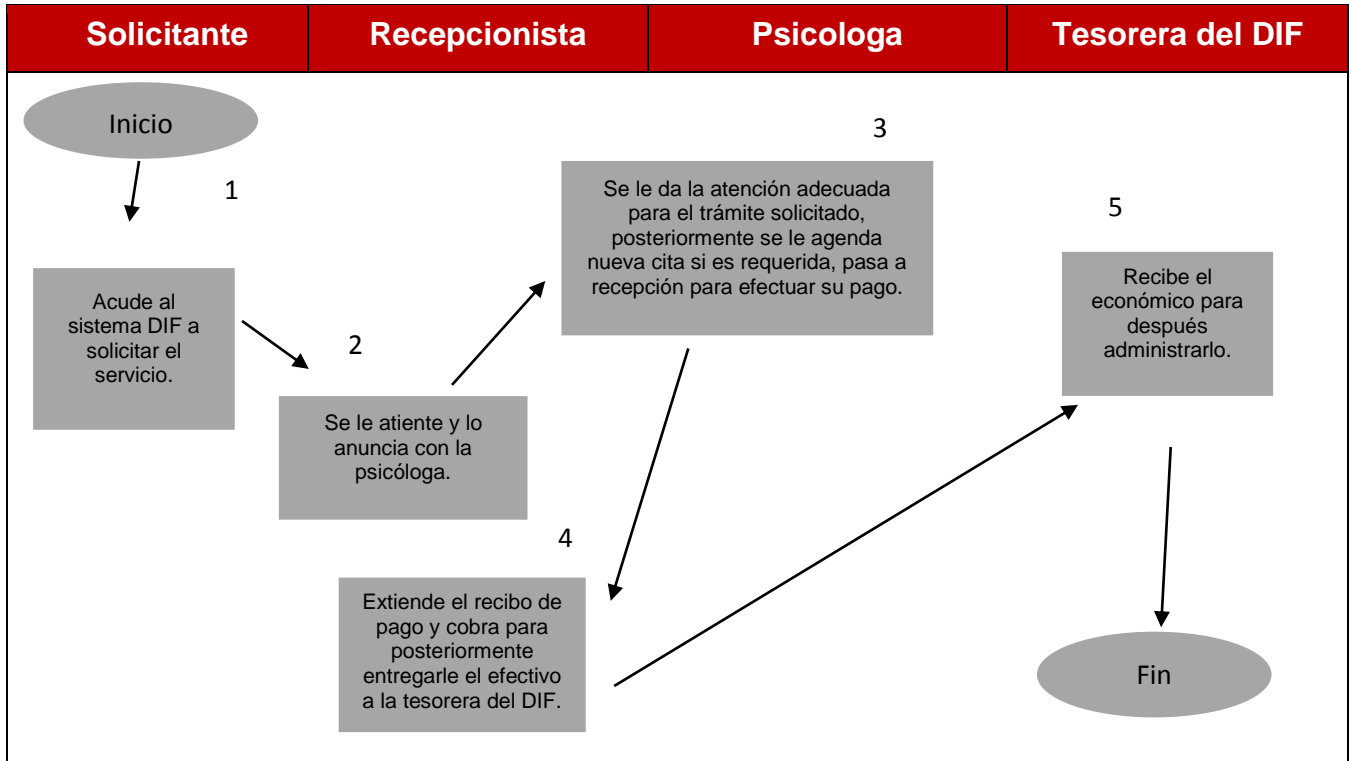 Solicitante
Recepcionista
Psicologa
Tesorera del DIF
Inicio
1
Acude al
sistema DIF a
solicitar el
servicio.
2
Se le atiente y lo
anuncia con la
psicóloga.
3
Se le da la atención adecuada
para el trámite solicitado,
posteriormente se le agenda
nueva cita si es requerida, pasa a
recepción para efectuar su pago.
4
Extiende el recibo de
pago y cobra para
posteriormente
entregarle el efectivo
a la tesorera del DIF.
5
Recibe el
económico para
después
administrarlo.
Fin